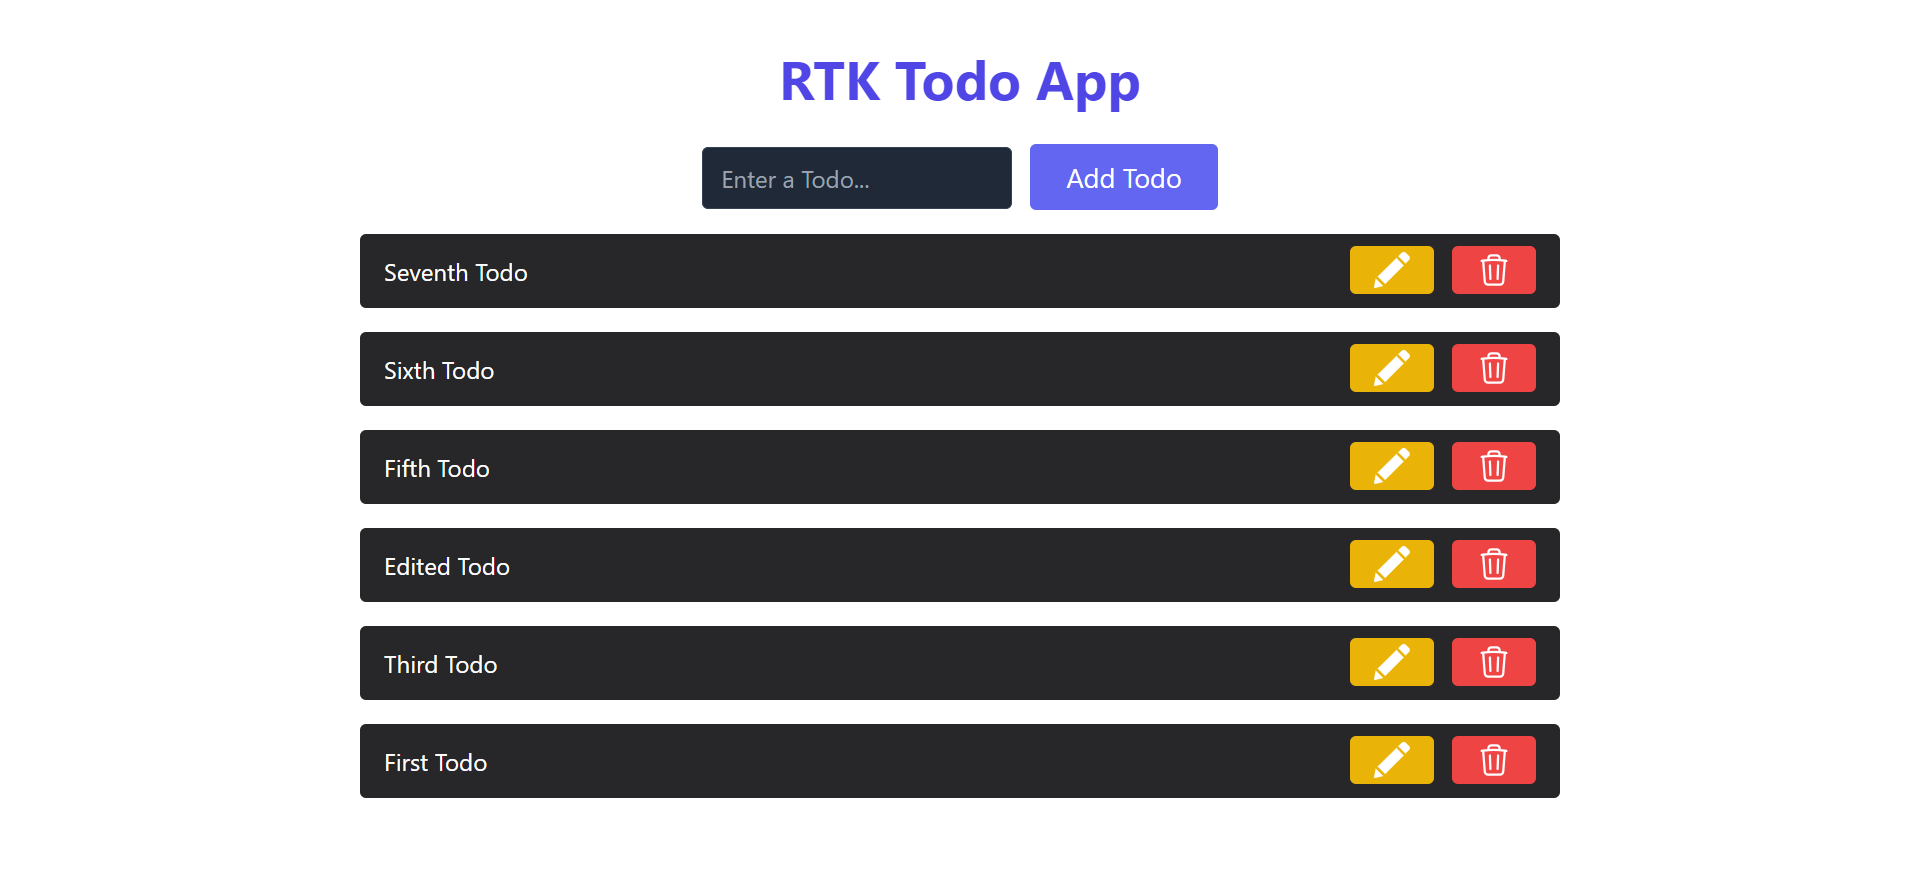 RTK Todo App
Enter a Todo...
Add Todo
Seventh Todo
Sixth Todo
Fifth Todo
Edited Todo
Third Todo
First Todo